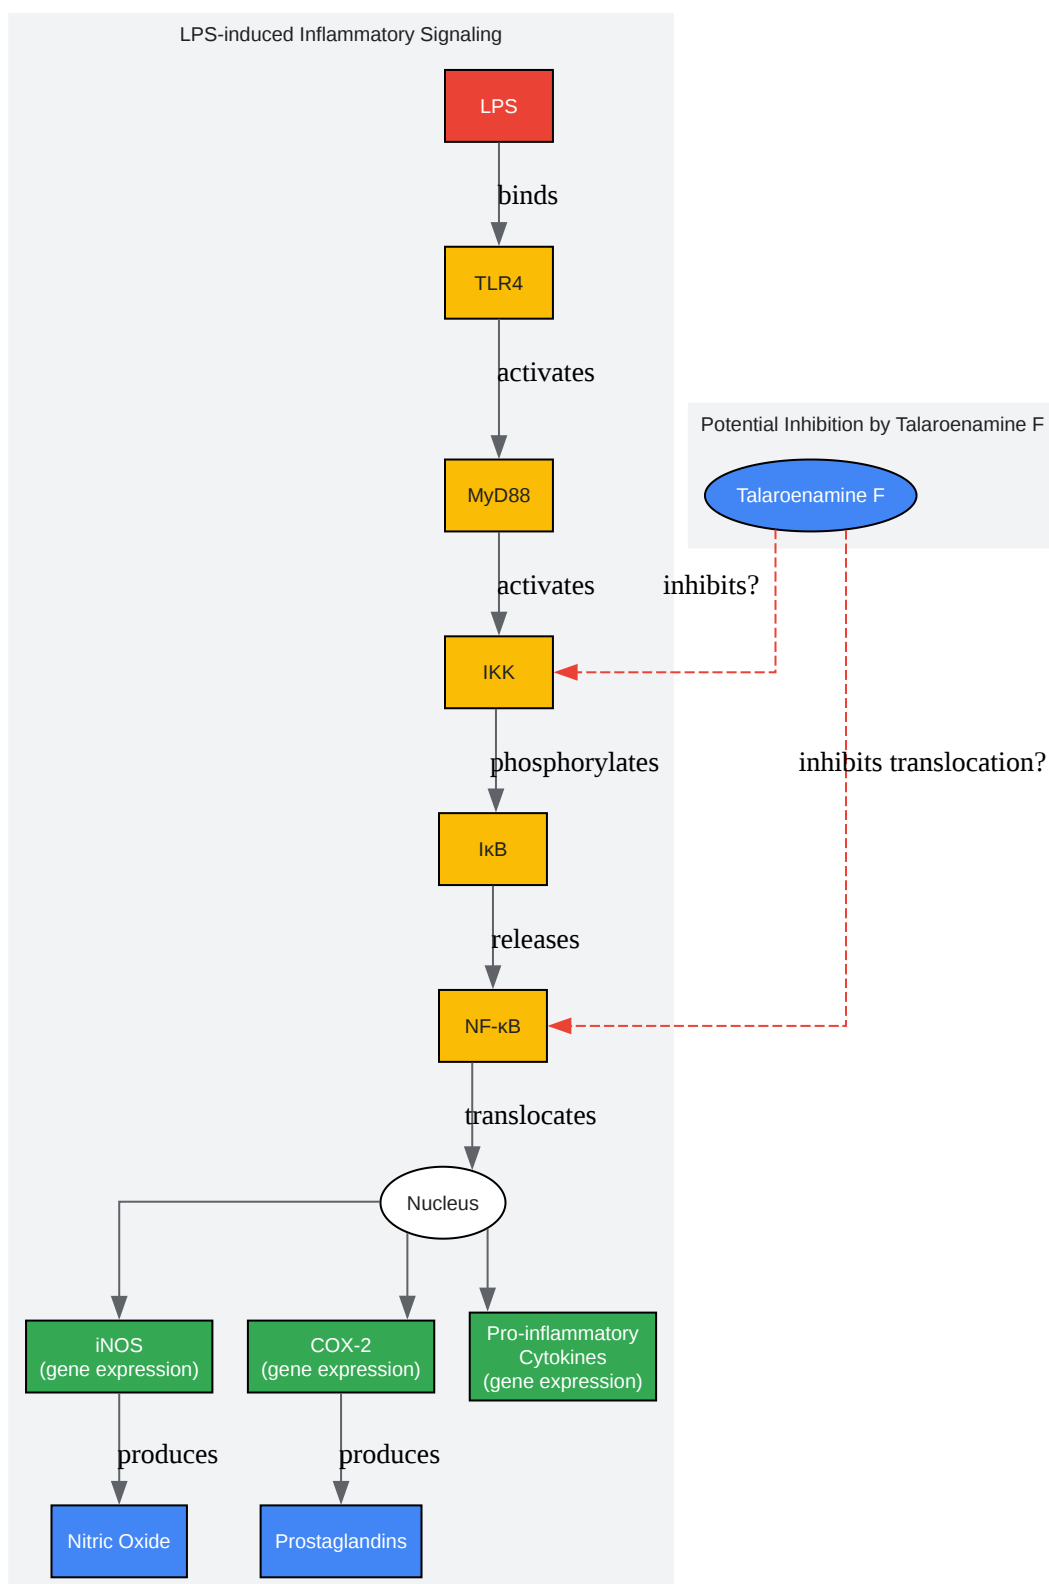 LPS-induced Inflammatory Signaling
LPS
binds
TLR4
activates
Potential Inhibition by Talaroenamine F
MyD88
Talaroenamine F
activates
inhibits?
IKK
phosphorylates
inhibits translocation?
IκB
releases
NF-κB
translocates
Nucleus
iNOS
(gene expression)
COX-2
(gene expression)
Pro-inflammatory
Cytokines
(gene expression)
produces
produces
Nitric Oxide
Prostaglandins